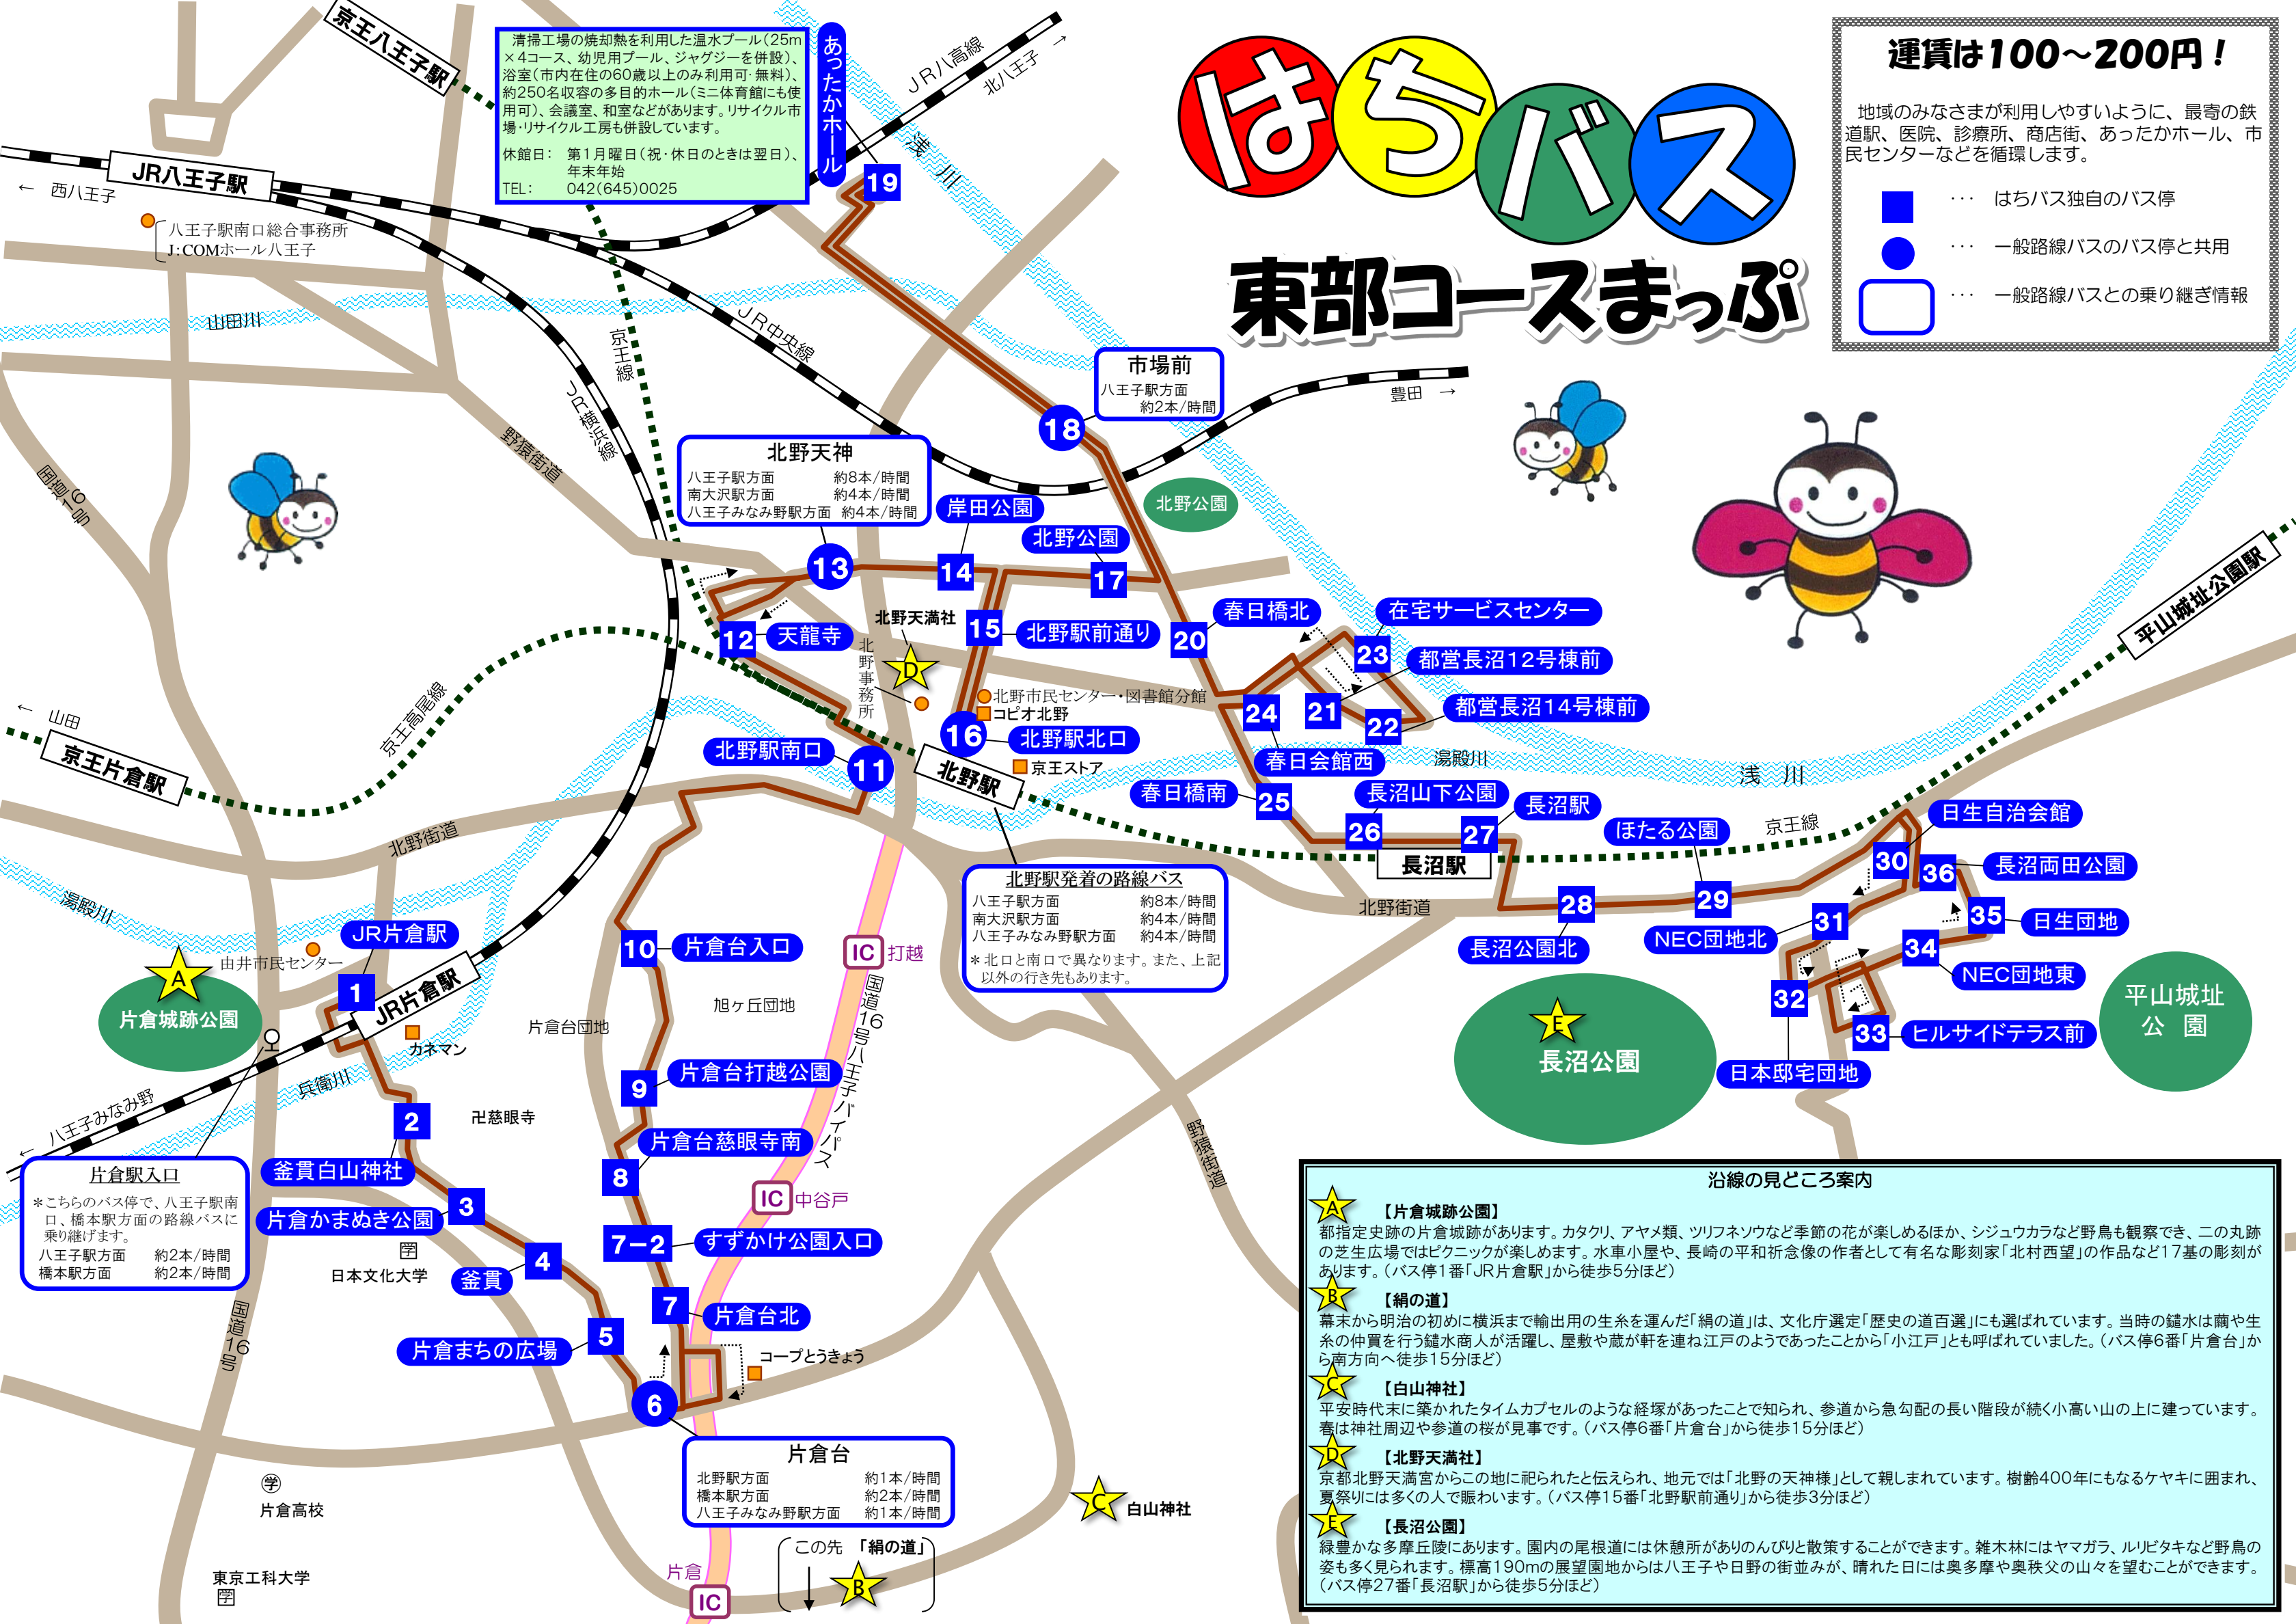 はちバス
東部コースまっぷ
運賃は100～200円！
地域のみなさまが利用しやすいように、最寄の鉄
道駅、医院、診療所、商店街、あったかホール、市
民センターなどを循環します。
… はちバス独自のバス停
… 一般路線バスのバス停と共用
… 一般路線バスとの乗り継ぎ情報
京王八王子駅
清掃工場の焼却熱を利用した温水プール（25m
×4コース、幼児用プール、ジャグジーを併設）、
浴室（市内在住の60歳以上のみ利用可・無料）、
約250名収容の多目的ホール（ミニ体育館にも使
用可）、会議室、和室などがあります。リサイクル市
場・リサイクル工房も併設しています。
休館日： 第1月曜日（祝・休日のときは翌日）、
年末年始
TEL： 042（645）0025
あったかホール
19
JR八高線
北八王子 →
浅川
JR八王子駅
← 西八王子
八王子駅南口総合事務所
J:COMホール八王子
山田川
京王線
JR中央線
JR横浜線
野猿街道
国道16号
市場前
八王子駅方面
約2本/時間
18
豊田 →
北野天神
八王子駅方面 約8本/時間
南大沢駅方面 約4本/時間
八王子みなみ野駅方面 約4本/時間
13
岸田公園
14
北野公園
17
北野公園
12
天龍寺
北野天満社
D
北野事務所
15
北野駅前通り
北野市民センター・図書館分館
コピオ北野
16
北野駅北口
北野駅
京王ストア
北野駅南口
11
20
春日橋北
在宅サービスセンター
23
都営長沼12号棟前
21
都営長沼14号棟前
22
24
春日会館西
湯殿川
浅川
平山城址公園駅
春日橋南
25
長沼山下公園
26
長沼駅
27
長沼駅
ほたる公園
京王線
日生自治会館
30
長沼両田公園
36
北野街道
28
長沼公園北
29
NEC団地北
31
35
日生団地
34
NEC団地東
32
日本邸宅団地
33
ヒルサイドテラス前
E
長沼公園
平山城址
公園
京王高尾線
← 山田
京王片倉駅
北野街道
湯殿川
JR片倉駅
由井市民センター
A
片倉城跡公園
1
JR片倉駅
カネマン
兵衛川
← 八王子みなみ野
2
釜貫白山神社
卍慈眼寺
片倉駅入口
＊こちらのバス停で、八王子駅南
口、橋本駅方面の路線バスに
乗り継げます。
八王子駅方面 約2本/時間
橋本駅方面 約2本/時間
3
片倉かまぬき公園
学
日本文化大学
4
釜貫
5
片倉まちの広場
国道16号
10
片倉台入口
片倉台団地
旭ヶ丘団地
9
片倉台打越公園
8
片倉台慈眼寺南
7－2
すずかけ公園入口
7
片倉台北
コープとうきょう
6
片倉台
北野駅方面 約1本/時間
橋本駅方面 約2本/時間
八王子みなみ野駅方面 約1本/時間
北野駅発着の路線バス
八王子駅方面 約8本/時間
南大沢駅方面 約4本/時間
八王子みなみ野駅方面 約4本/時間
＊北口と南口で異なります。また、上記
以外の行き先もあります。
IC 打越
国道16号八王子バイパス
IC 中谷戸
野猿街道
片倉
IC
この先 「絹の道」
B
C
白山神社
学
片倉高校
東京工科大学
学
沿線の見どころ案内
A
【片倉城跡公園】
都指定史跡の片倉城跡があります。カタクリ、アヤメ類、ツリフネソウなど季節の花が楽しめるほか、シジュウカラなど野鳥も観察でき、二の丸跡
の芝生広場ではピクニックが楽しめます。水車小屋や、長崎の平和祈念像の作者として有名な彫刻家「北村西望」の作品など17基の彫刻が
あります。（バス停1番「JR片倉駅」から徒歩5分ほど）
B
【絹の道】
幕末から明治の初めに横浜まで輸出用の生糸を運んだ「絹の道」は、文化庁選定「歴史の道百選」にも選ばれています。当時の鑓水は繭や生
糸の仲買を行う鑓水商人が活躍し、屋敷や蔵が軒を連ね江戸のようであったことから「小江戸」とも呼ばれていました。（バス停6番「片倉台」か
ら南方向へ徒歩15分ほど）
C
【白山神社】
平安時代末に築かれたタイムカプセルのような経塚があったことで知られ、参道から急勾配の長い階段が続く小高い山の上に建っています。
春は神社周辺や参道の桜が見事です。（バス停6番「片倉台」から徒歩15分ほど）
D
【北野天満社】
京都北野天満宮からこの地に祀られたと伝えられ、地元では「北野の天神様」として親しまれています。樹齢400年にもなるケヤキに囲まれ、
夏祭りには多くの人で賑わいます。（バス停15番「北野駅前通り」から徒歩3分ほど）
E
【長沼公園】
緑豊かな多摩丘陵にあります。園内の尾根道には休憩所がありのんびりと散策することができます。雑木林にはヤマガラ、ルリビタキなど野鳥の
姿も多く見られます。標高190mの展望園地からは八王子や日野の街並みが、晴れた日には奥多摩や奥秩父の山々を望むことができます。
（バス停27番「長沼駅」から徒歩5分ほど）